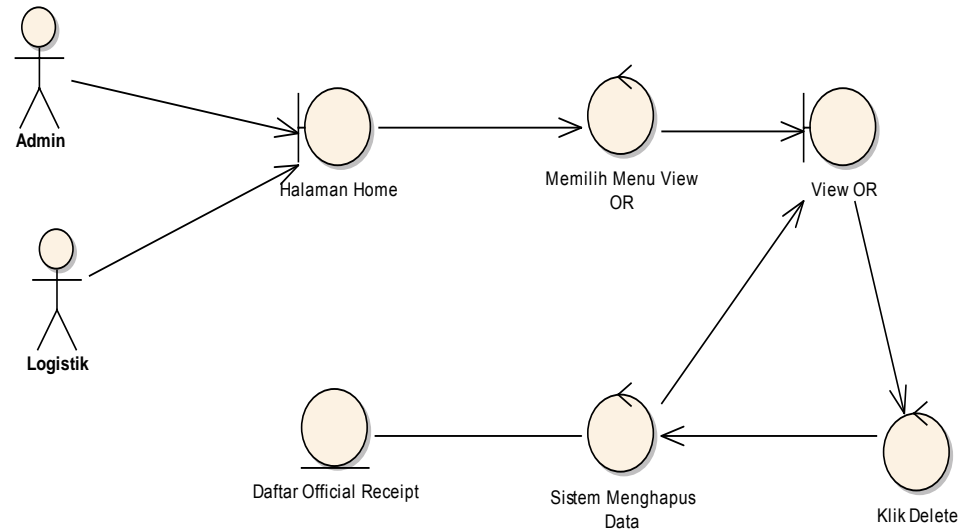 Admin
Halaman Home
Memilih Menu View
OR
View OR
Logistik
Daftar Official Receipt
Sistem Menghapus
Data
Klik Delete